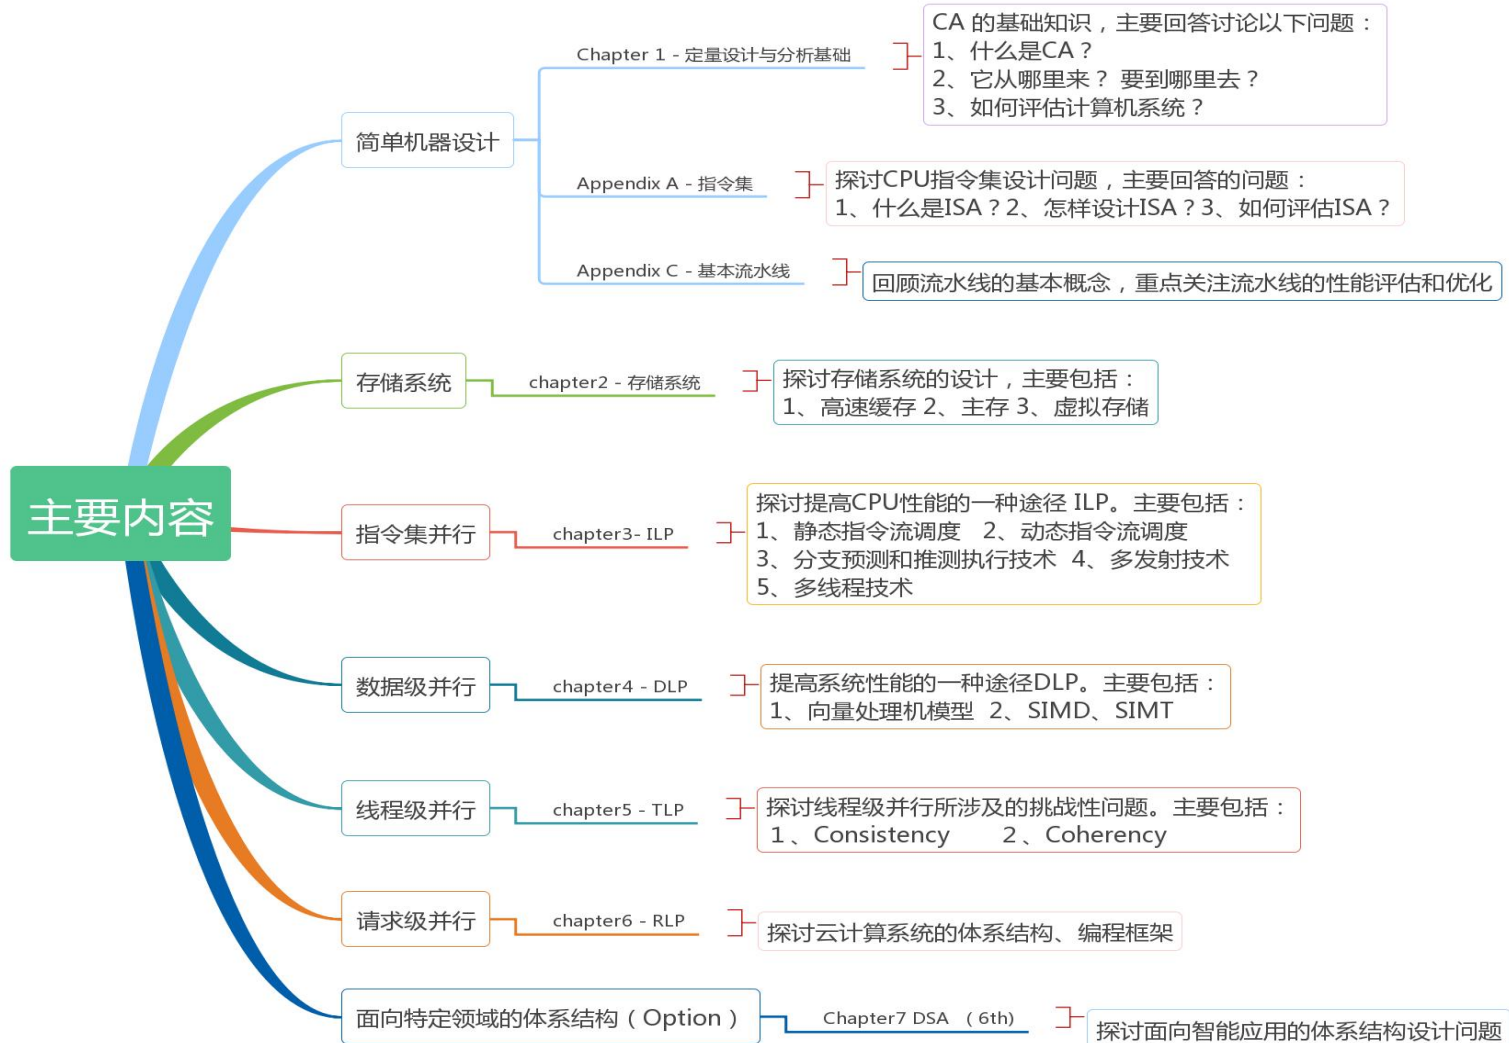 主要内容
简单机器设计
Chapter 1 - 定量设计与分析基础
CA 的基础知识，主要回答讨论以下问题：
1、什么是CA？
2、它从哪里来？ 要到哪里去？
3、如何评估计算机系统？
Appendix A - 指令集
探讨CPU指令集设计问题，主要回答的问题：
1、什么是ISA？2、怎样设计ISA？3、如何评估ISA？
Appendix C - 基本流水线
回顾流水线的基本概念，重点关注流水线的性能评估和优化
存储系统
chapter2 - 存储系统
探讨存储系统的设计，主要包括：
1、高速缓存 2、主存 3、虚拟存储
指令集并行
chapter3- ILP
探讨提高CPU性能的一种途径 ILP。主要包括：
1、静态指令流调度 2、动态指令流调度
3、分支预测和推测执行技术 4、多发射技术
5、多线程技术
数据级并行
chapter4 - DLP
提高系统性能的一种途径DLP。主要包括：
1、向量处理机模型 2、SIMD、SIMT
线程级并行
chapter5 - TLP
探讨线程级并行所涉及的挑战性问题。主要包括：
1、Consistency 2、Coherency
请求级并行
chapter6 - RLP
探讨云计算系统的体系结构、编程框架
面向特定领域的体系结构（Option）
Chapter7 DSA （6th)
探讨面向智能应用的体系结构设计问题